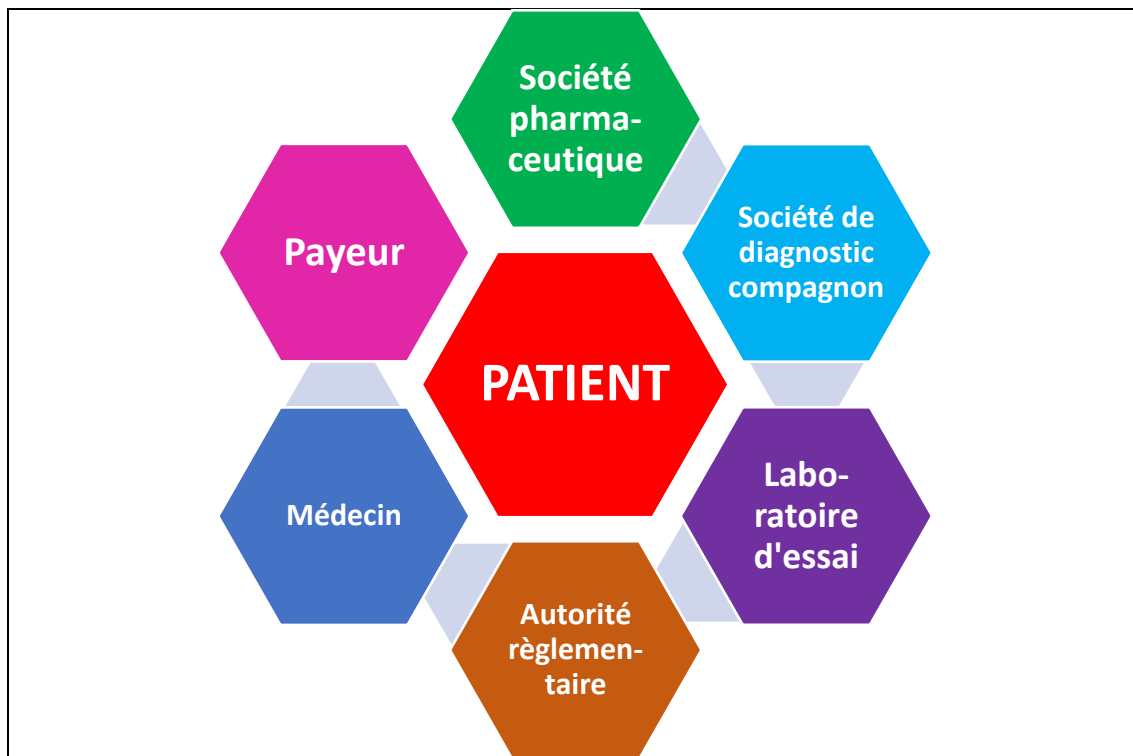 Société
pharma-
ceutique
Société de
diagnostic
compagnon
Payeur
PATIENT
Labo-
ratoire
d'essai
Médecin
Autorité
règlemen-
taire